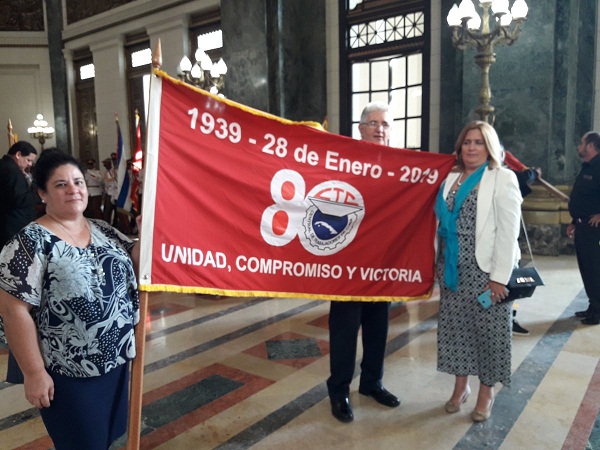 1939 - 28 de Enero - 2019
80 CTC
UNIDAD, COMPROMISO Y VICTORIA